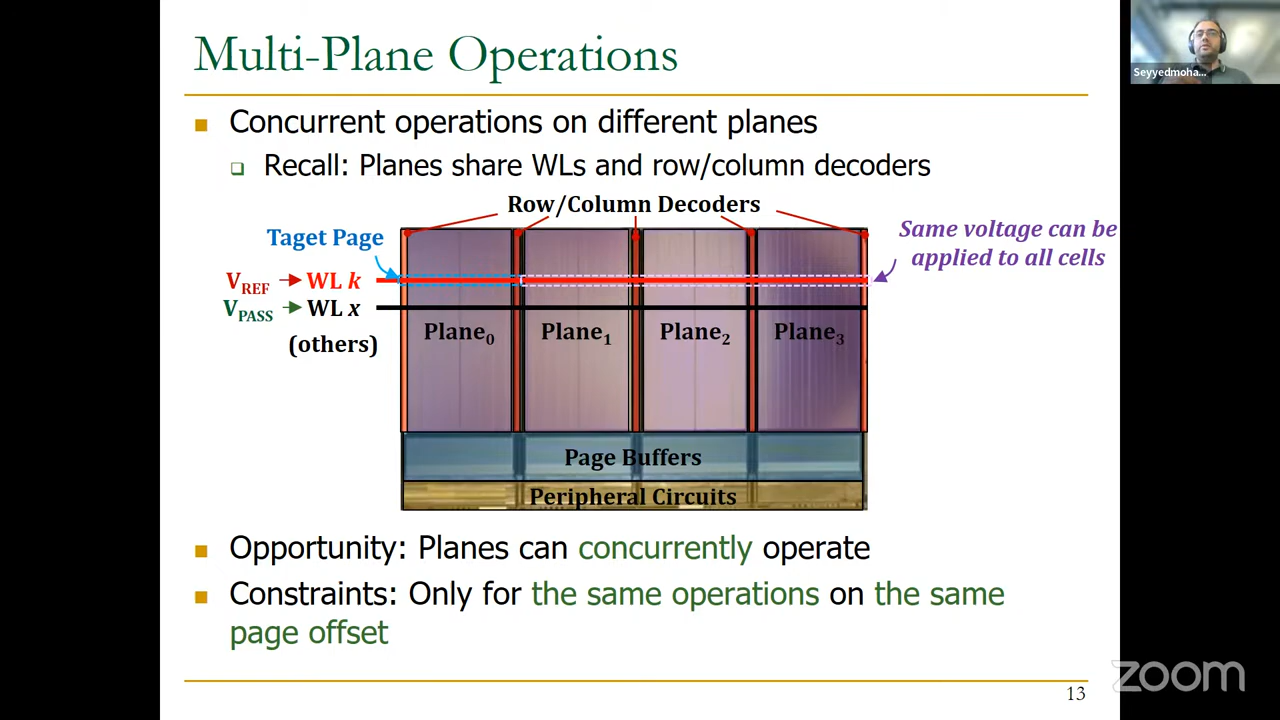 Multi-Plane Operations
Seyyedmoha...
Concurrent operations on different planes
Recall: Planes share WLs and row/column decoders
Row/Column Decoders
Taget Page
Same voltage can be
applied to all cells
VREF WL k
VPASS WL x
(others)
Plane0 Plane1 Plane2 Plane3
Page Buffers
Peripheral Circuits
Opportunity: Planes can concurrently operate
Constraints: Only for the same operations on the same
page offset
13
zoom